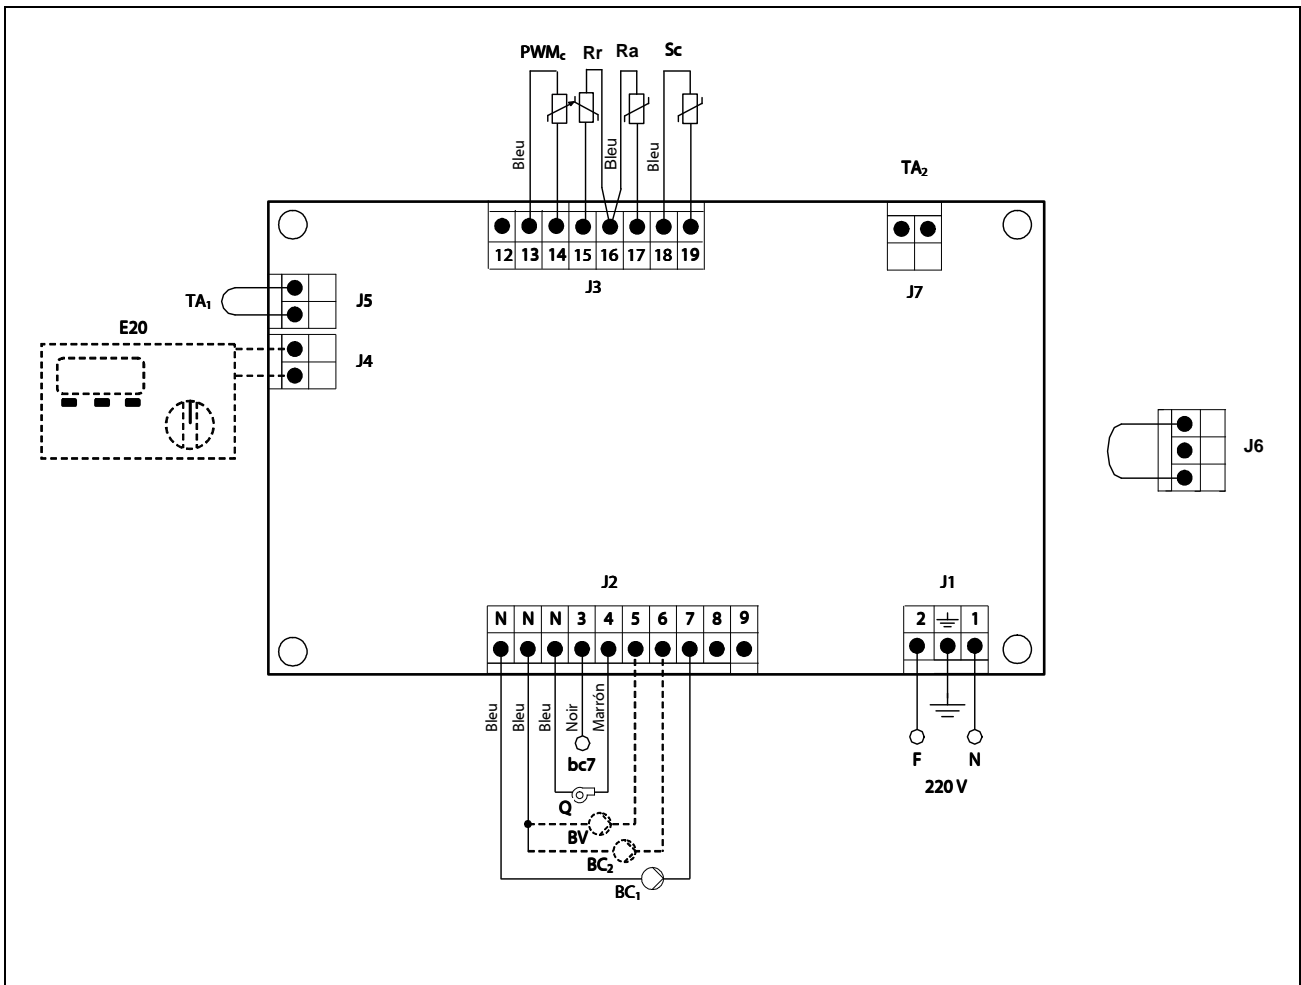 PWMc Rr Ra Sc
Bleu Bleu Bleu
TA2
12 13 14 15 16 17 18 19
J3
J7
TA1
J5
E20
J4
J6
J2
J1
N N N 3 4 5 6 7 8 9
2 1
Bleu Bleu Bleu Noir Marrón
bc7
F N
220 V
Q
BV
BC2
BC1